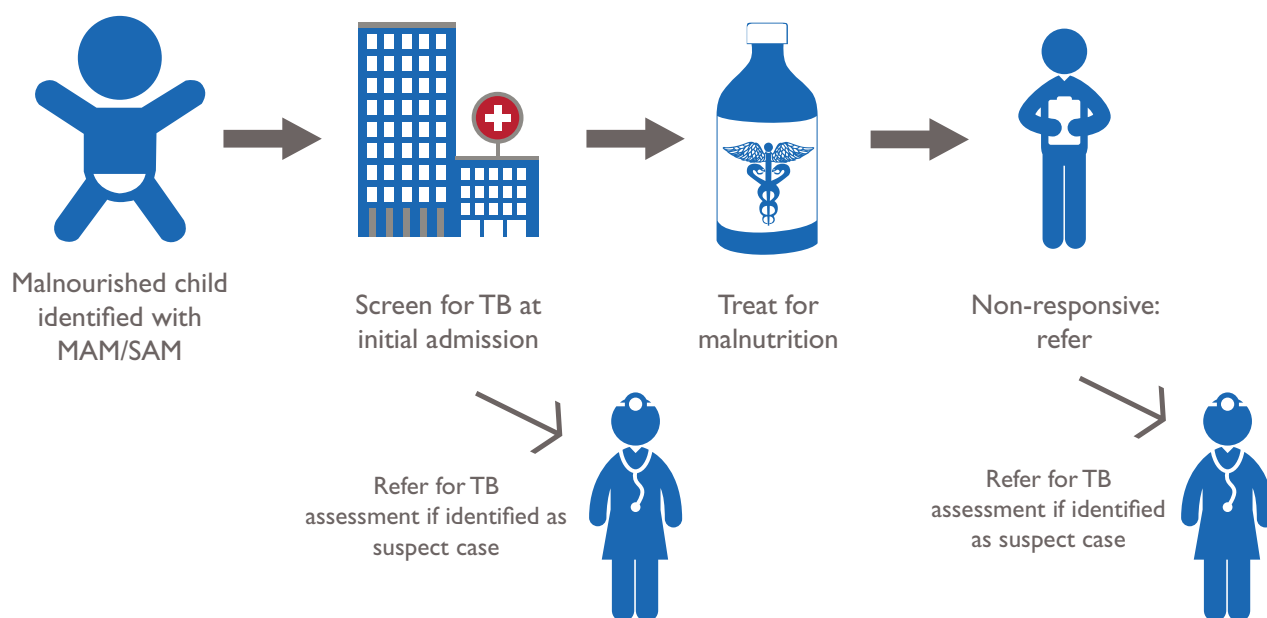 Malnourished child
identified with
MAM/SAM
Screen for TB at
initial admission
Treat for
malnutrition
Non-responsive:
refer
Refer for TB
assessment if identified as
suspect case
Refer for TB
assessment if identified
as suspect case